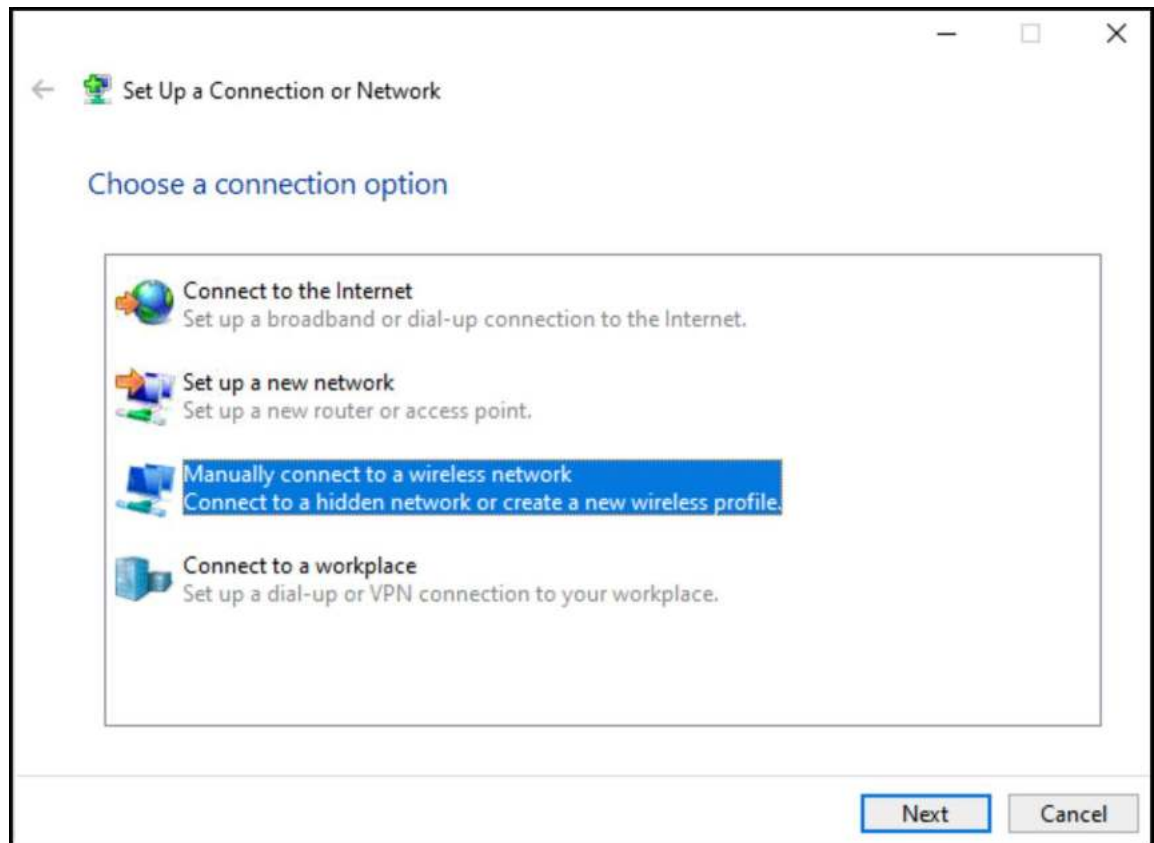 Set Up a Connection or Network
Choose a connection option
Connect to the Internet
Set up a broadband or dial-up connection to the Internet.
Set up a new network
Set up a new router or access point.
Manually connect to a wireless network
Connect to a hidden network or create a new wireless profile.
Connect to a workplace
Set up a dial-up or VPN connection to your workplace.
Next
Cancel